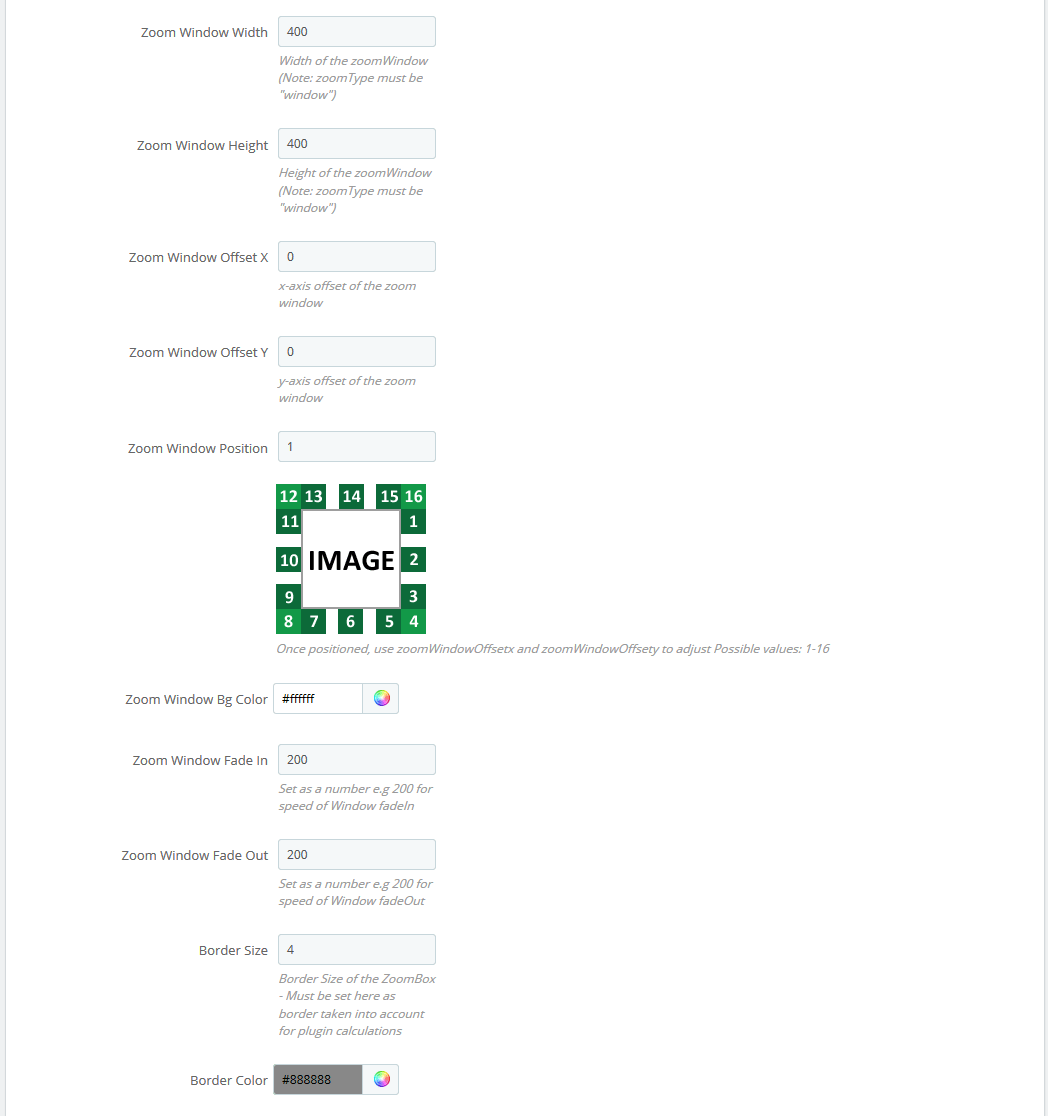 Zoom Window Width 400
Width of the zoomWindow
(Note: zoomType must be
"window")
Zoom Window Height 400
Height of the zoomWindow
(Note: zoomType must be
"window")
Zoom Window Offset X 0
x-axis offset of the zoom
window
Zoom Window Offset Y 0
y-axis offset of the zoom
window
Zoom Window Position 1
12 13 14 15 16
11 1
10 IMAGE 2
9 3
8 7 6 5 4
Once positioned, use zoomWindowOffsetx and zoomWindowOffsety to adjust Possible values: 1-16
Zoom Window Bg Color #ffffff
Zoom Window Fade In 200
Set as a number e.g 200 for
speed of Window fadeIn
Zoom Window Fade Out 200
Set as a number e.g 200 for
speed of Window fadeOut
Border Size 4
Border Size of the ZoomBox
- Must be set here as
border taken into account
for plugin calculations
Border Color #888888